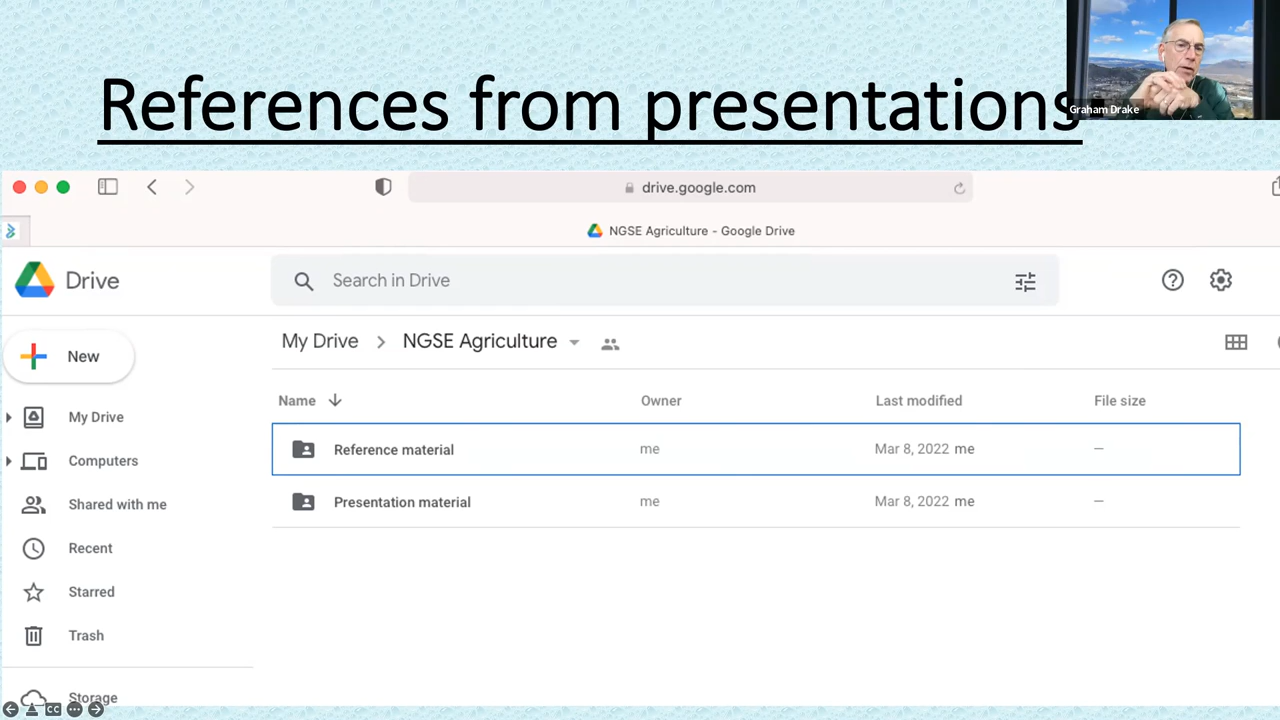 References from presentations
Graham Drake
drive.google.com
NGSE Agriculture - Google Drive
Drive
Search in Drive
New
My Drive > NGSE Agriculture
Name Owner Last modified File size
Reference material me Mar 8, 2022 me —
Presentation material me Mar 8, 2022 me —
My Drive
Computers
Shared with me
Recent
Starred
Trash
Storage
CC